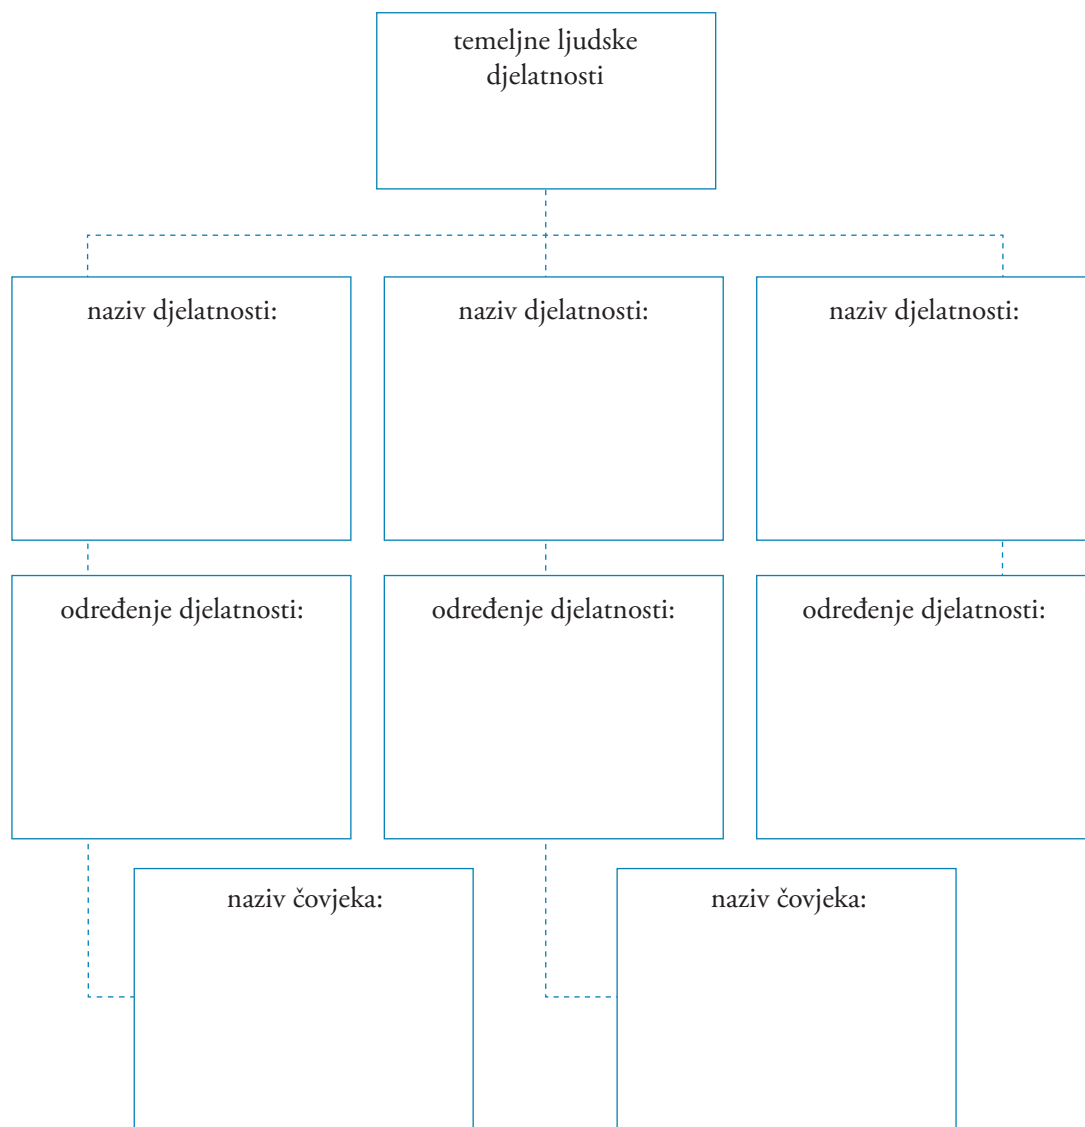 temeljne ljudske
djelatnosti
naziv djelatnosti:
naziv djelatnosti:
naziv djelatnosti:
određenje djelatnosti:
određenje djelatnosti:
određenje djelatnosti:
naziv čovjeka:
naziv čovjeka: